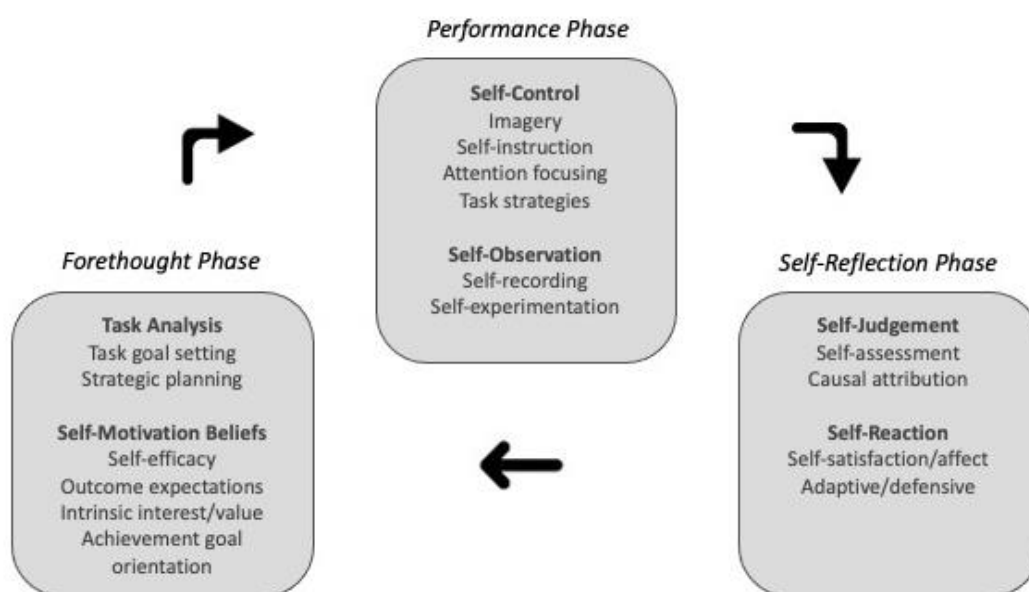 Performance Phase
Self-Control
Imagery
Self-instruction
Attention focusing
Task strategies
Self-Observation
Self-recording
Self-experimentation
Forethought Phase
Task Analysis
Task goal setting
Strategic planning
Self-Motivation Beliefs
Self-efficacy
Outcome expectations
Intrinsic interest/value
Achievement goal
orientation
Self-Reflection Phase
Self-Judgement
Self-assessment
Causal attribution
Self-Reaction
Self-satisfaction/affect
Adaptive/defensive